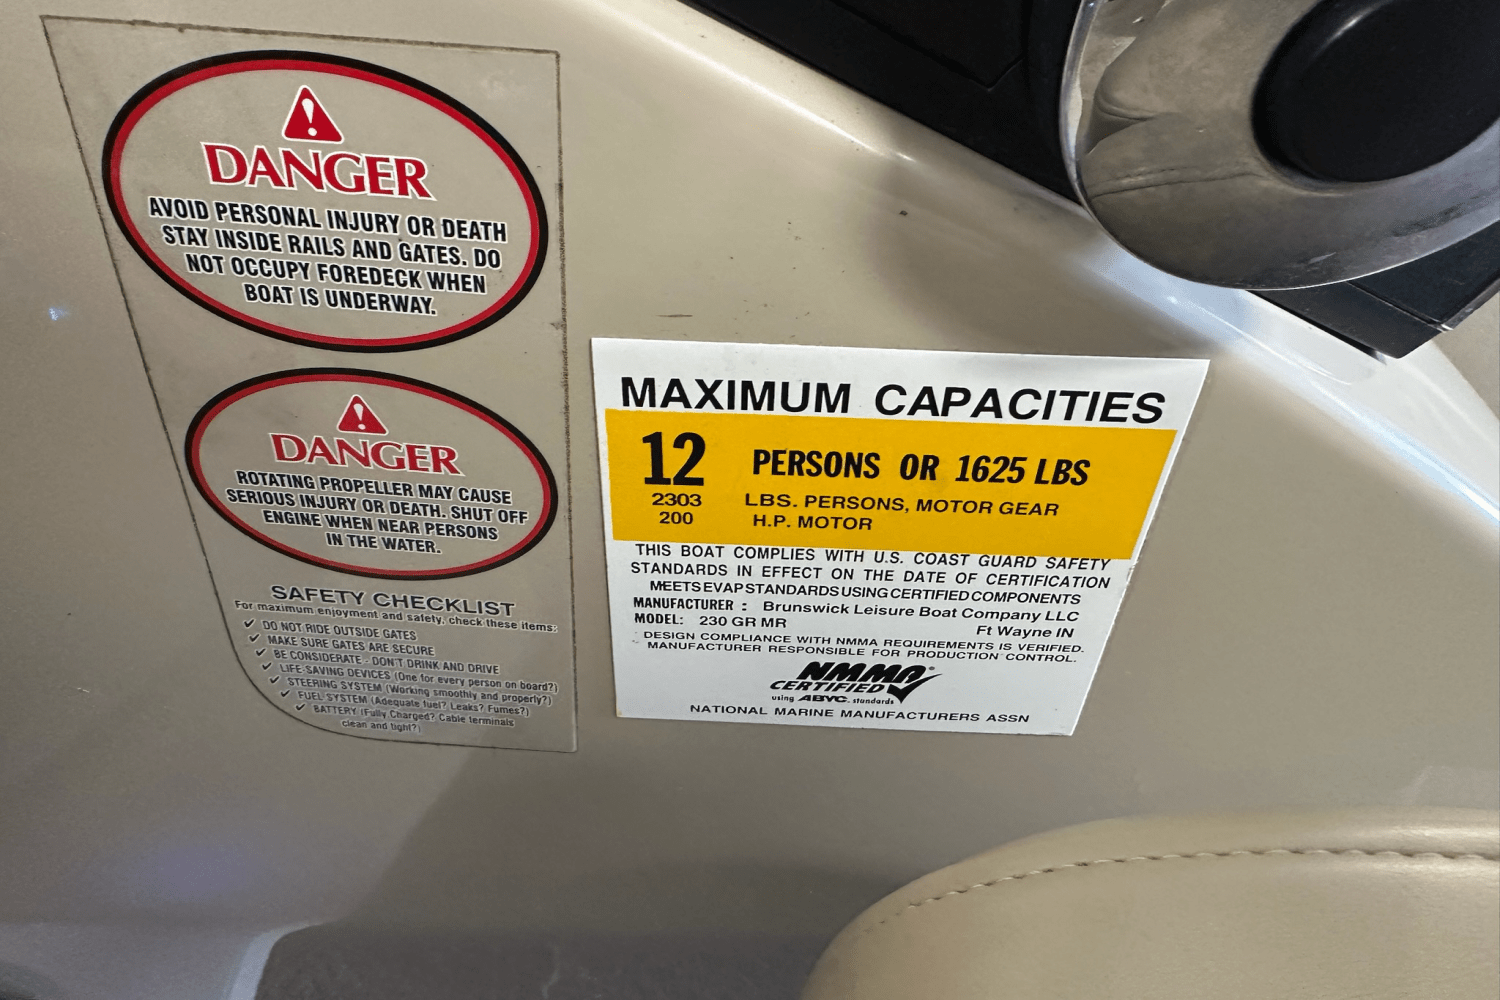 DANGER
AVOID PERSONAL INJURY OR DEATH
STAY INSIDE RAILS AND GATES. DO
NOT OCCUPY FOREDECK WHEN
BOAT IS UNDERWAY.
DANGER
ROTATING PROPELLER MAY CAUSE
SERIOUS INJURY OR DEATH. SHUT OFF
ENGINE WHEN NEAR PERSONS
IN THE WATER.
SAFETY CHECKLIST
For maximum enjoyment and safety, check these items:
✓ DO NOT RIDE OUTSIDE GATES
✓ MAKE SURE GATES ARE SECURE
✓ BE CONSIDERATE - DON'T DRINK AND DRIVE
✓ LIFE-SAVING DEVICES (One for every person on board?)
✓ STEERING SYSTEM (Working smoothly and properly?)
✓ FUEL SYSTEM (Adequate fuel? Leaks? Fumes?)
✓ BATTERY (Fully Charged? Cable terminals
clean and tight?)
MAXIMUM CAPACITIES
12 PERSONS OR 1625 LBS
2303 LBS. PERSONS, MOTOR GEAR
200 H.P. MOTOR
THIS BOAT COMPLIES WITH U.S. COAST GUARD SAFETY
STANDARDS IN EFFECT ON THE DATE OF CERTIFICATION
MEETS EVAP STANDARDS USING CERTIFIED COMPONENTS
MANUFACTURER : Brunswick Leisure Boat Company LLC
MODEL: 230 GR MR Ft Wayne IN
DESIGN COMPLIANCE WITH NMMA REQUIREMENTS IS VERIFIED.
MANUFACTURER RESPONSIBLE FOR PRODUCTION CONTROL.
NMMA®
CERTIFIED
using ABYC. standards
NATIONAL MARINE MANUFACTURERS ASSN